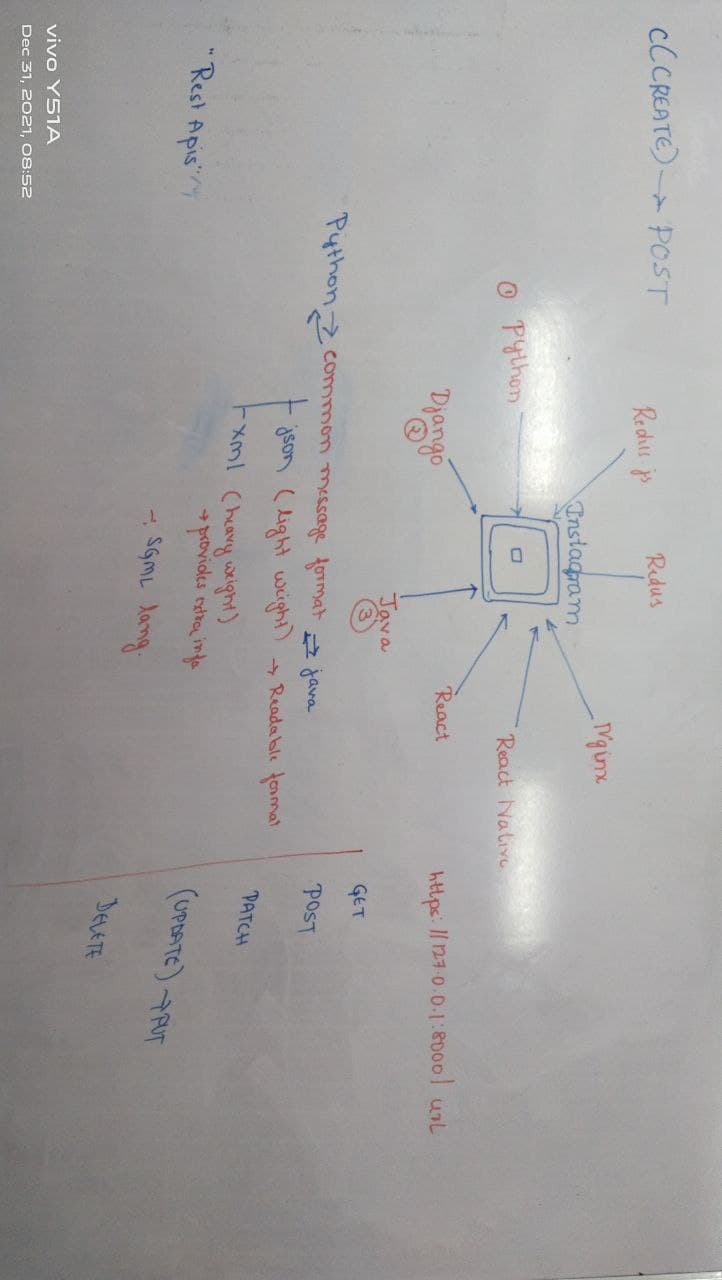 C(CREATE) → POST
Redus js
Redus
Nginx
Instagram
① Python
React Native
Django
②
React
Java
③
https://127.0.0.1:8000/url
"Rest Apis"
Python ⇄ common message format ⇄ java
json (light weight) → Readable format
xml (heavy weight)
→ provides extra info
-: SGML lang.
GET
POST
PATCH
(UPDATE) → PUT
DELETE
vivo Y51A
Dec 31, 2021, 08:52